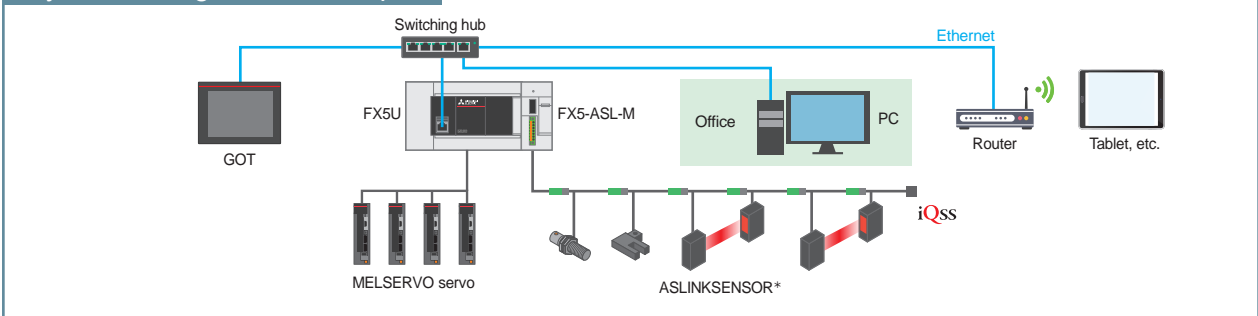 Switching hub
Ethernet
GOT
FX5U
FX5-ASL-M
Office
PC
Router
Tablet, etc.
MELSERVO servo
ASLINKSENSOR*
iQss